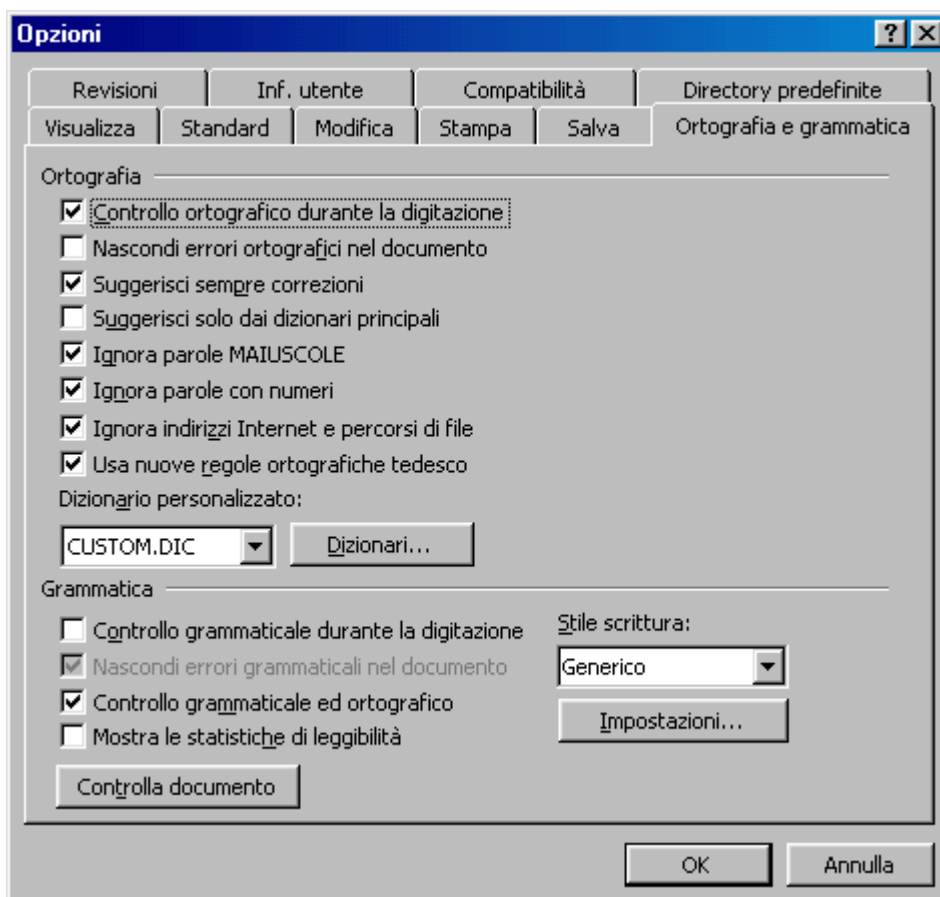 Opzioni
Revisioni Inf. utente Compatibilità Directory predefinite
Visualizza Standard Modifica Stampa Salva Ortografia e grammatica
Ortografia
Controllo ortografico durante la digitazione
Nascondi errori ortografici nel documento
Suggerisci sempre correzioni
Suggerisci solo dai dizionari principali
Ignora parole MAIUSCOLE
Ignora parole con numeri
Ignora indirizzi Internet e percorsi di file
Usa nuove regole ortografiche tedesco
Dizionario personalizzato:
CUSTOM.DIC Dizionari...
Grammatica
Controllo grammaticale durante la digitazione Stile scrittura:
Nascondi errori grammaticali nel documento Generico
Controllo grammaticale ed ortografico Impostazioni...
Mostra le statistiche di leggibilità
Controlla documento
OK Annulla